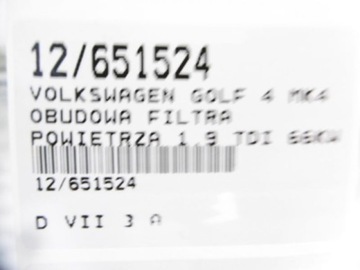 12/651524
VOLKSWAGEN GOLF 4 MK4
OBUDOWA FILTRA
POWIETRZA 1.9 TDI 66KW
12/651524
D VII 3 A